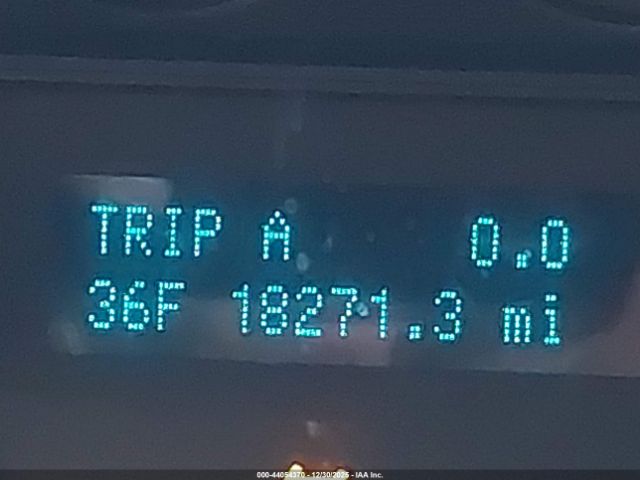 TRIP A 0.0
36F 18271.3 mi
000-44054370 - 12/30/2025 - IAA Inc.